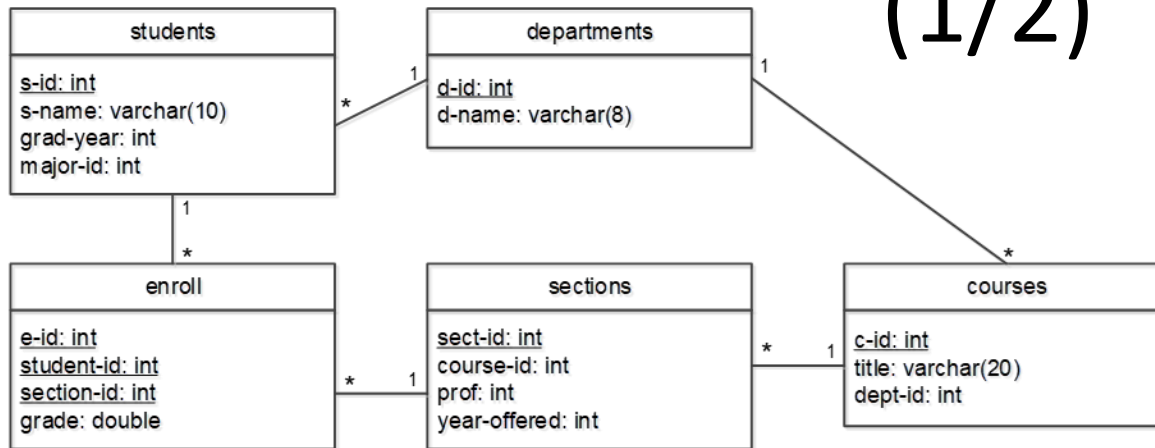 (1/2)
students
s-id: int
s-name: varchar(10)
grad-year: int
major-id: int
departments
d-id: int
d-name: varchar(8)
1
*
1
*
1
*
enroll
e-id: int
student-id: int
section-id: int
grade: double
*
1
sections
sect-id: int
course-id: int
prof: int
year-offered: int
*
1
courses
c-id: int
title: varchar(20)
dept-id: int